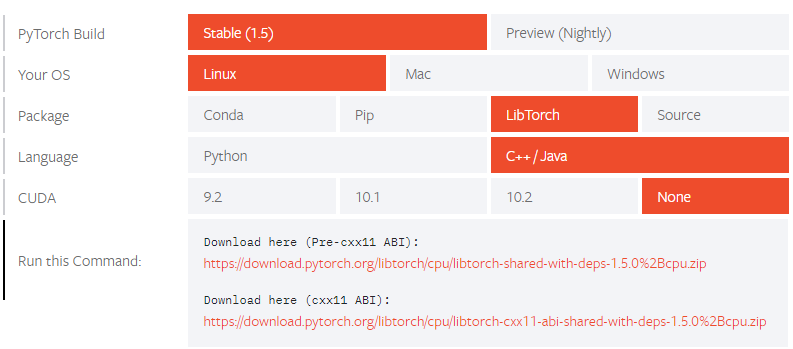 PyTorch Build Stable (1.5) Preview (Nightly)
Your OS Linux Mac Windows
Package Conda Pip LibTorch Source
Language Python C++ / Java
CUDA 9.2 10.1 10.2 None
Run this Command:
Download here (Pre-cxx11 ABI):
https://download.pytorch.org/libtorch/cpu/libtorch-shared-with-deps-1.5.0%2Bcpu.zip
Download here (cxx11 ABI):
https://download.pytorch.org/libtorch/cpu/libtorch-cxx11-abi-shared-with-deps-1.5.0%2Bcpu.zip